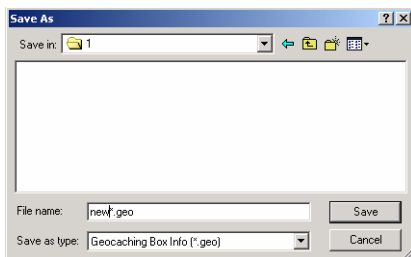 Save As
Save in: 1
File name: new*.geo Save
Save as type: Geocaching Box Info (*.geo) Cancel